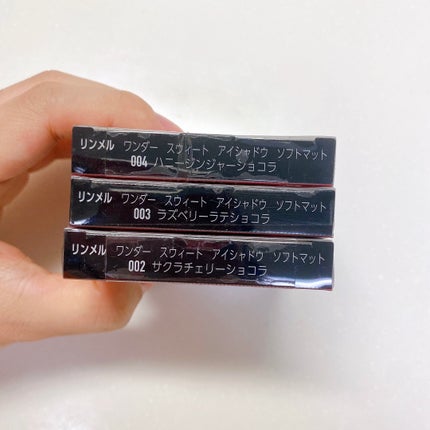 リンメル ワンダー スウィート アイシャドウ ソフトマット
004 ハニージンジャーショコラ
リンメル ワンダー スウィート アイシャドウ ソフトマット
003 ラズベリーラテショコラ
リンメル ワンダー スウィート アイシャドウ ソフトマット
002 サクラチェリーショコラ